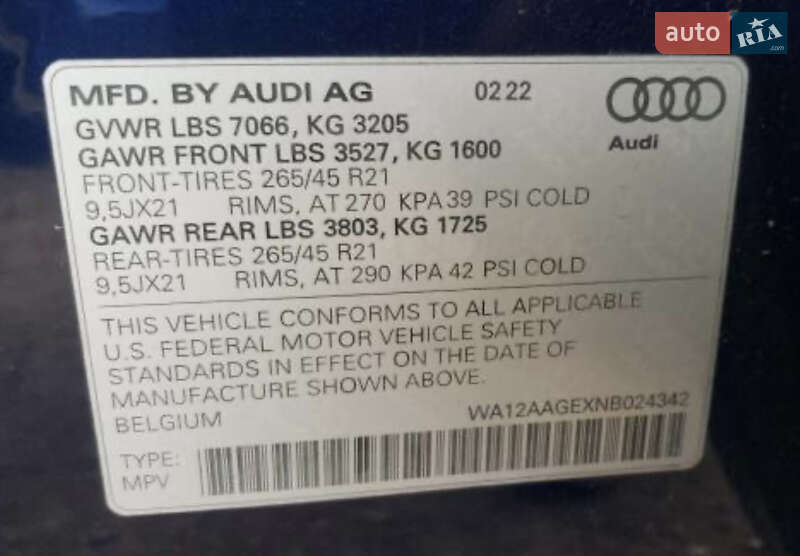 auto RIA .com
MFD. BY AUDI AG 02 22
GVWR LBS 7066, KG 3205
GAWR FRONT LBS 3527, KG 1600
Audi
FRONT-TIRES 265/45 R21
9,5JX21 RIMS, AT 270 KPA 39 PSI COLD
GAWR REAR LBS 3803, KG 1725
REAR-TIRES 265/45 R21
9,5JX21 RIMS, AT 290 KPA 42 PSI COLD
THIS VEHICLE CONFORMS TO ALL APPLICABLE
U.S. FEDERAL MOTOR VEHICLE SAFETY
STANDARDS IN EFFECT ON THE DATE OF
MANUFACTURE SHOWN ABOVE.
BELGIUM WA12AAGEXNB024342
TYPE:
MPV